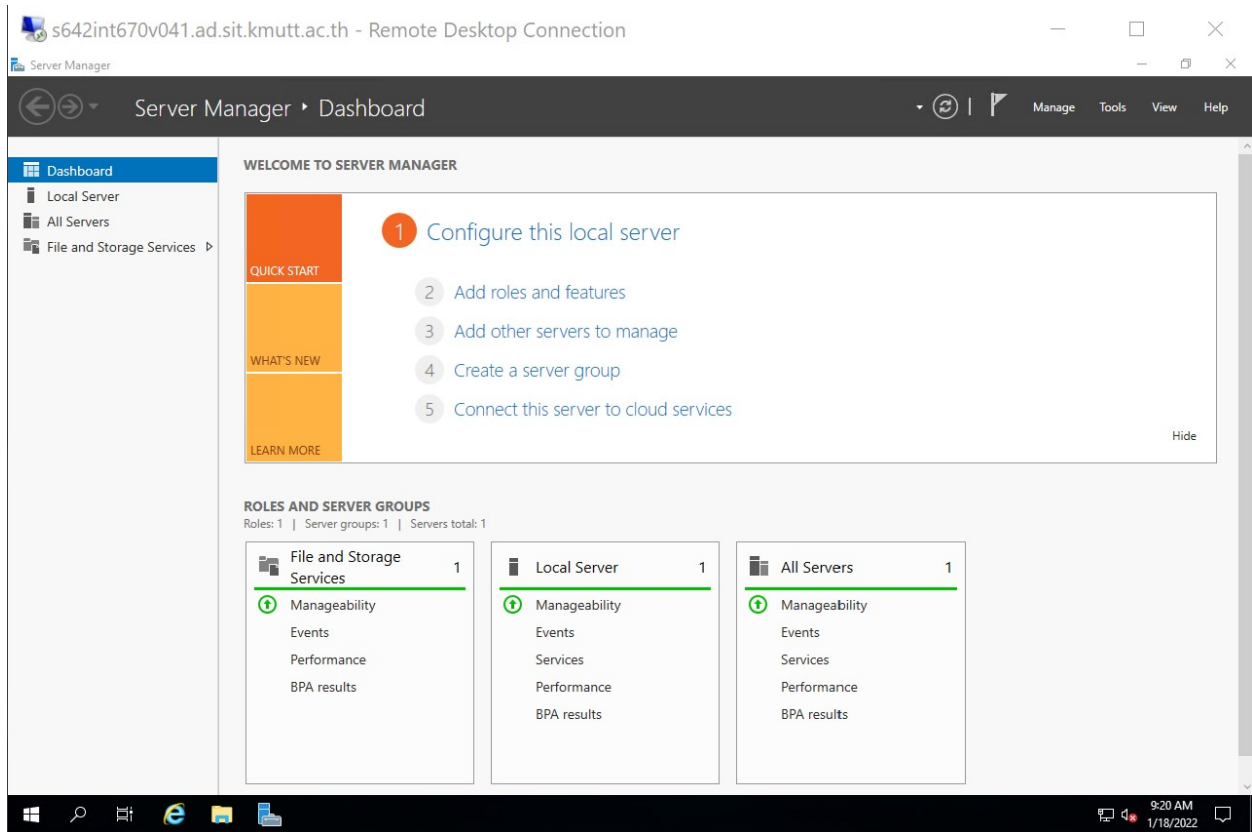 s642int670v041.ad.sit.kmutt.ac.th - Remote Desktop Connection
Server Manager
Server Manager • Dashboard
Manage Tools View Help
Dashboard
Local Server
All Servers
File and Storage Services
WELCOME TO SERVER MANAGER
QUICK START
WHAT'S NEW
LEARN MORE
1 Configure this local server
2 Add roles and features
3 Add other servers to manage
4 Create a server group
5 Connect this server to cloud services
Hide
ROLES AND SERVER GROUPS
Roles: 1 | Server groups: 1 | Servers total: 1
File and Storage
Services 1
Manageability
Events
Performance
BPA results
Local Server 1
Manageability
Events
Services
Performance
BPA results
All Servers 1
Manageability
Events
Services
Performance
BPA results
9:20 AM
1/18/2022